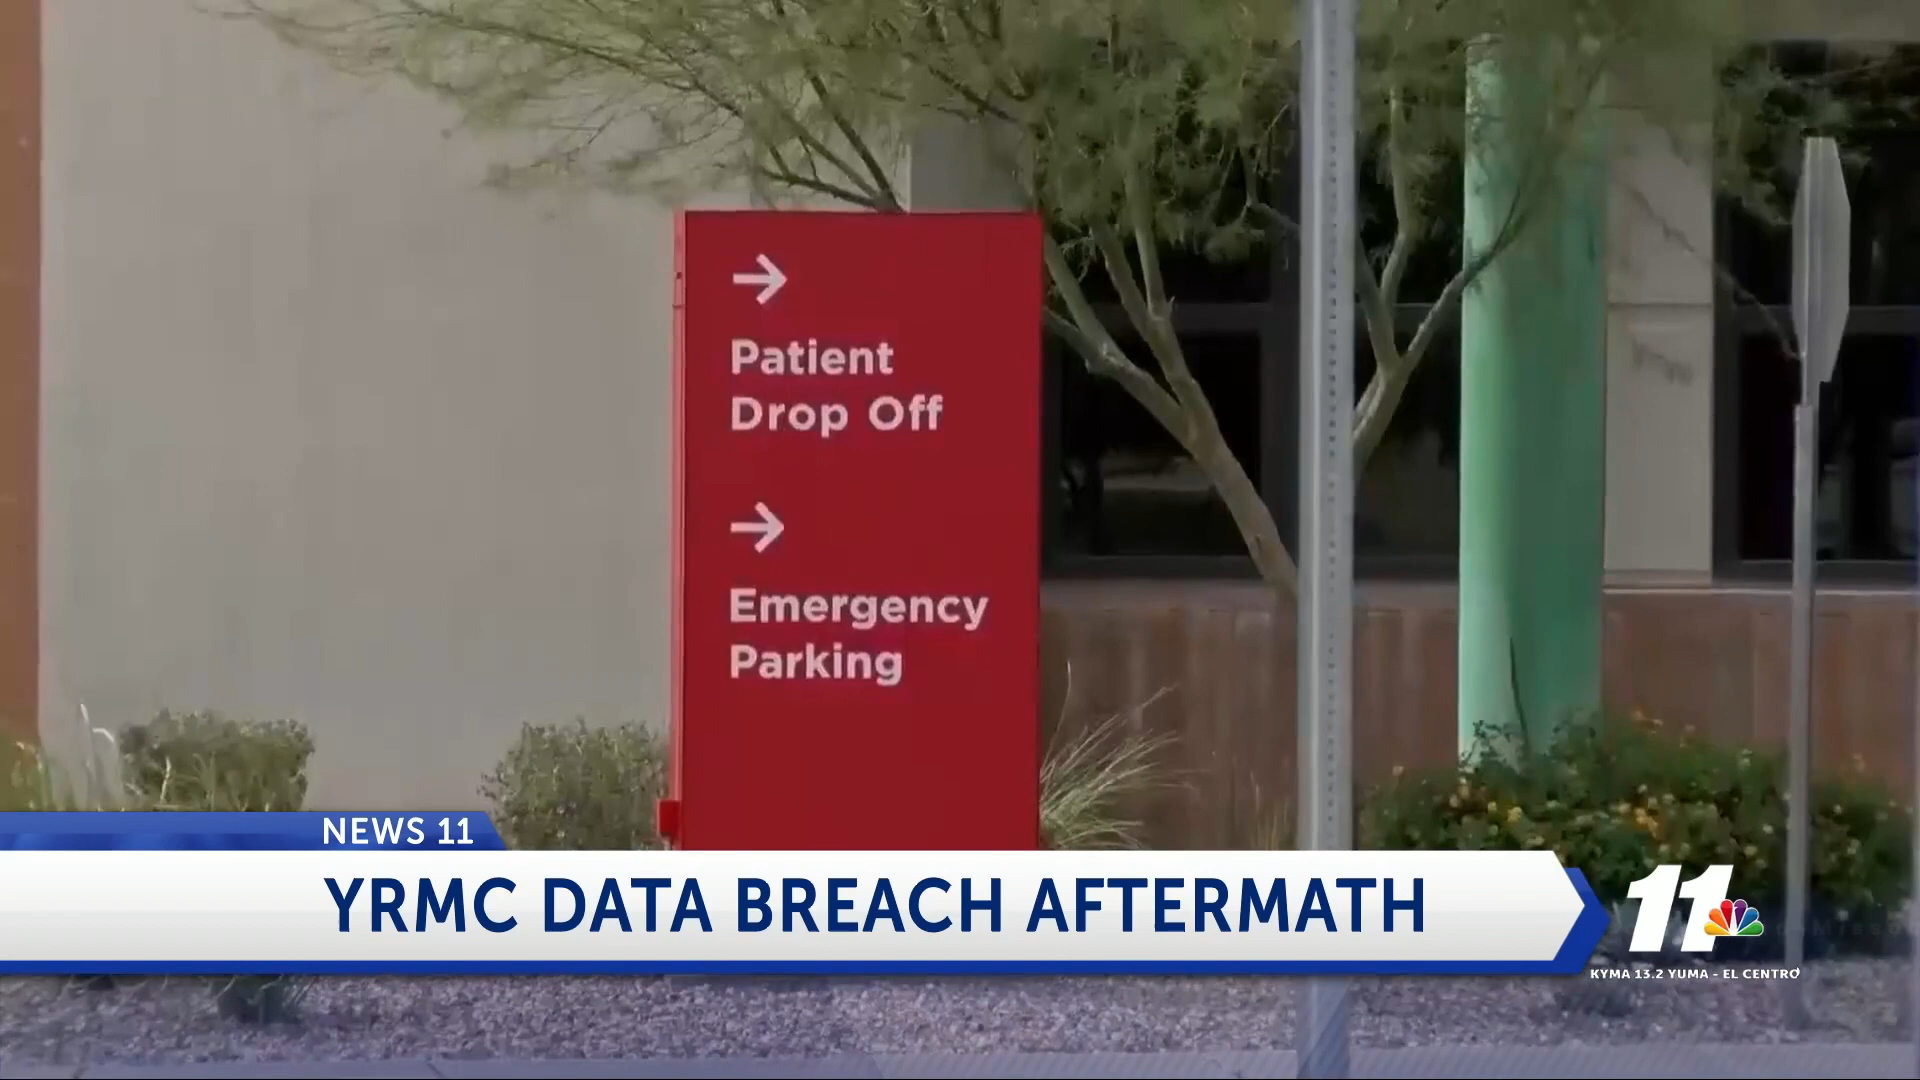 →
Patient
Drop Off
→
Emergency
Parking
NEWS 11
YRMC DATA BREACH AFTERMATH
11
KYMA 13.2 YUMA - EL CENTRO